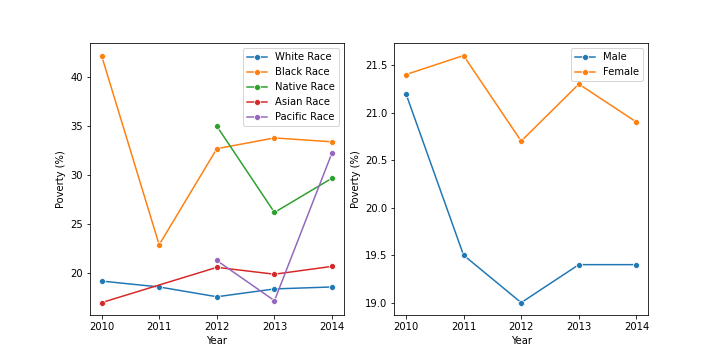 White Race
Black Race
Native Race
Asian Race
Pacific Race
40
35
30
25
20
Poverty (%)
2010 2011 2012 2013 2014
Year
Male
Female
21.5
21.0
20.5
20.0
19.5
19.0
Poverty (%)
2010 2011 2012 2013 2014
Year